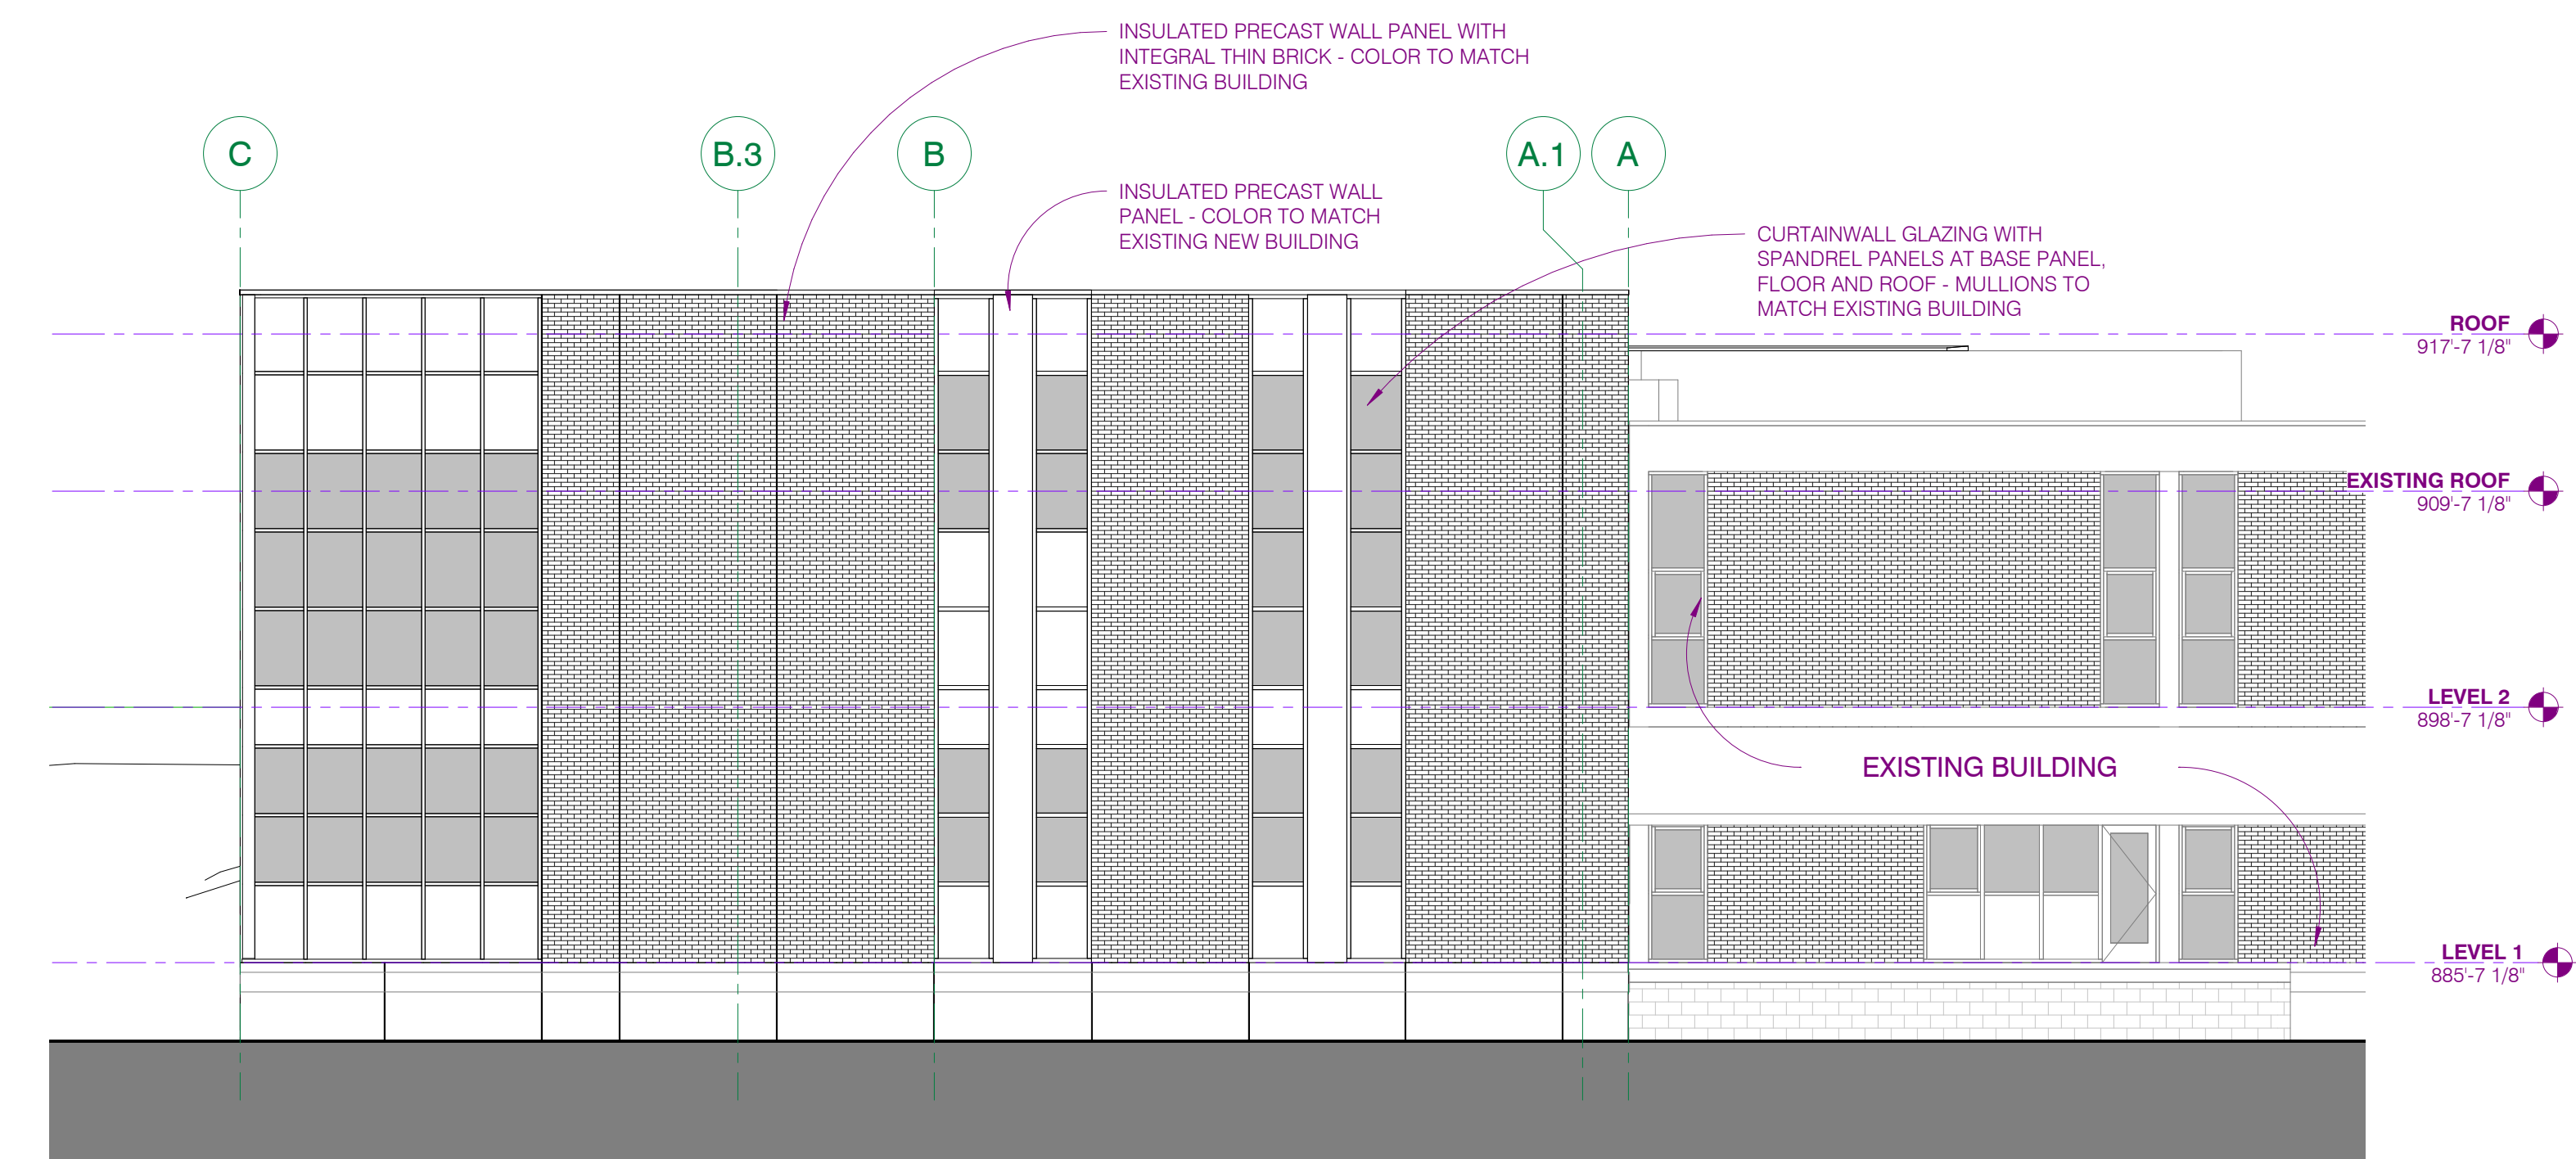 INSULATED PRECAST WALL PANEL WITH
INTEGRAL THIN BRICK - COLOR TO MATCH
EXISTING BUILDING
C
B.3
B
A.1
A
INSULATED PRECAST WALL
PANEL - COLOR TO MATCH
EXISTING NEW BUILDING
CURTAINWALL GLAZING WITH
SPANDREL PANELS AT BASE PANEL,
FLOOR AND ROOF - MULLIONS TO
MATCH EXISTING BUILDING
ROOF
917'-7 1/8"
EXISTING ROOF
909'-7 1/8"
LEVEL 2
898'-7 1/8"
EXISTING BUILDING
LEVEL 1
885'-7 1/8"